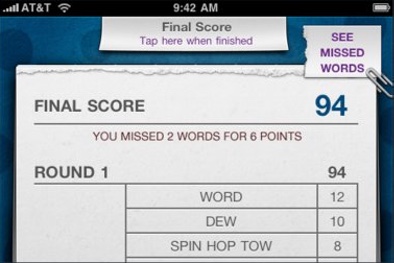 AT&T 9:42 AM
Final Score
Tap here when finished
SEE
MISSED
WORDS
FINAL SCORE 94
YOU MISSED 2 WORDS FOR 6 POINTS
ROUND 1 94
WORD 12
DEW 10
SPIN HOP TOW 8